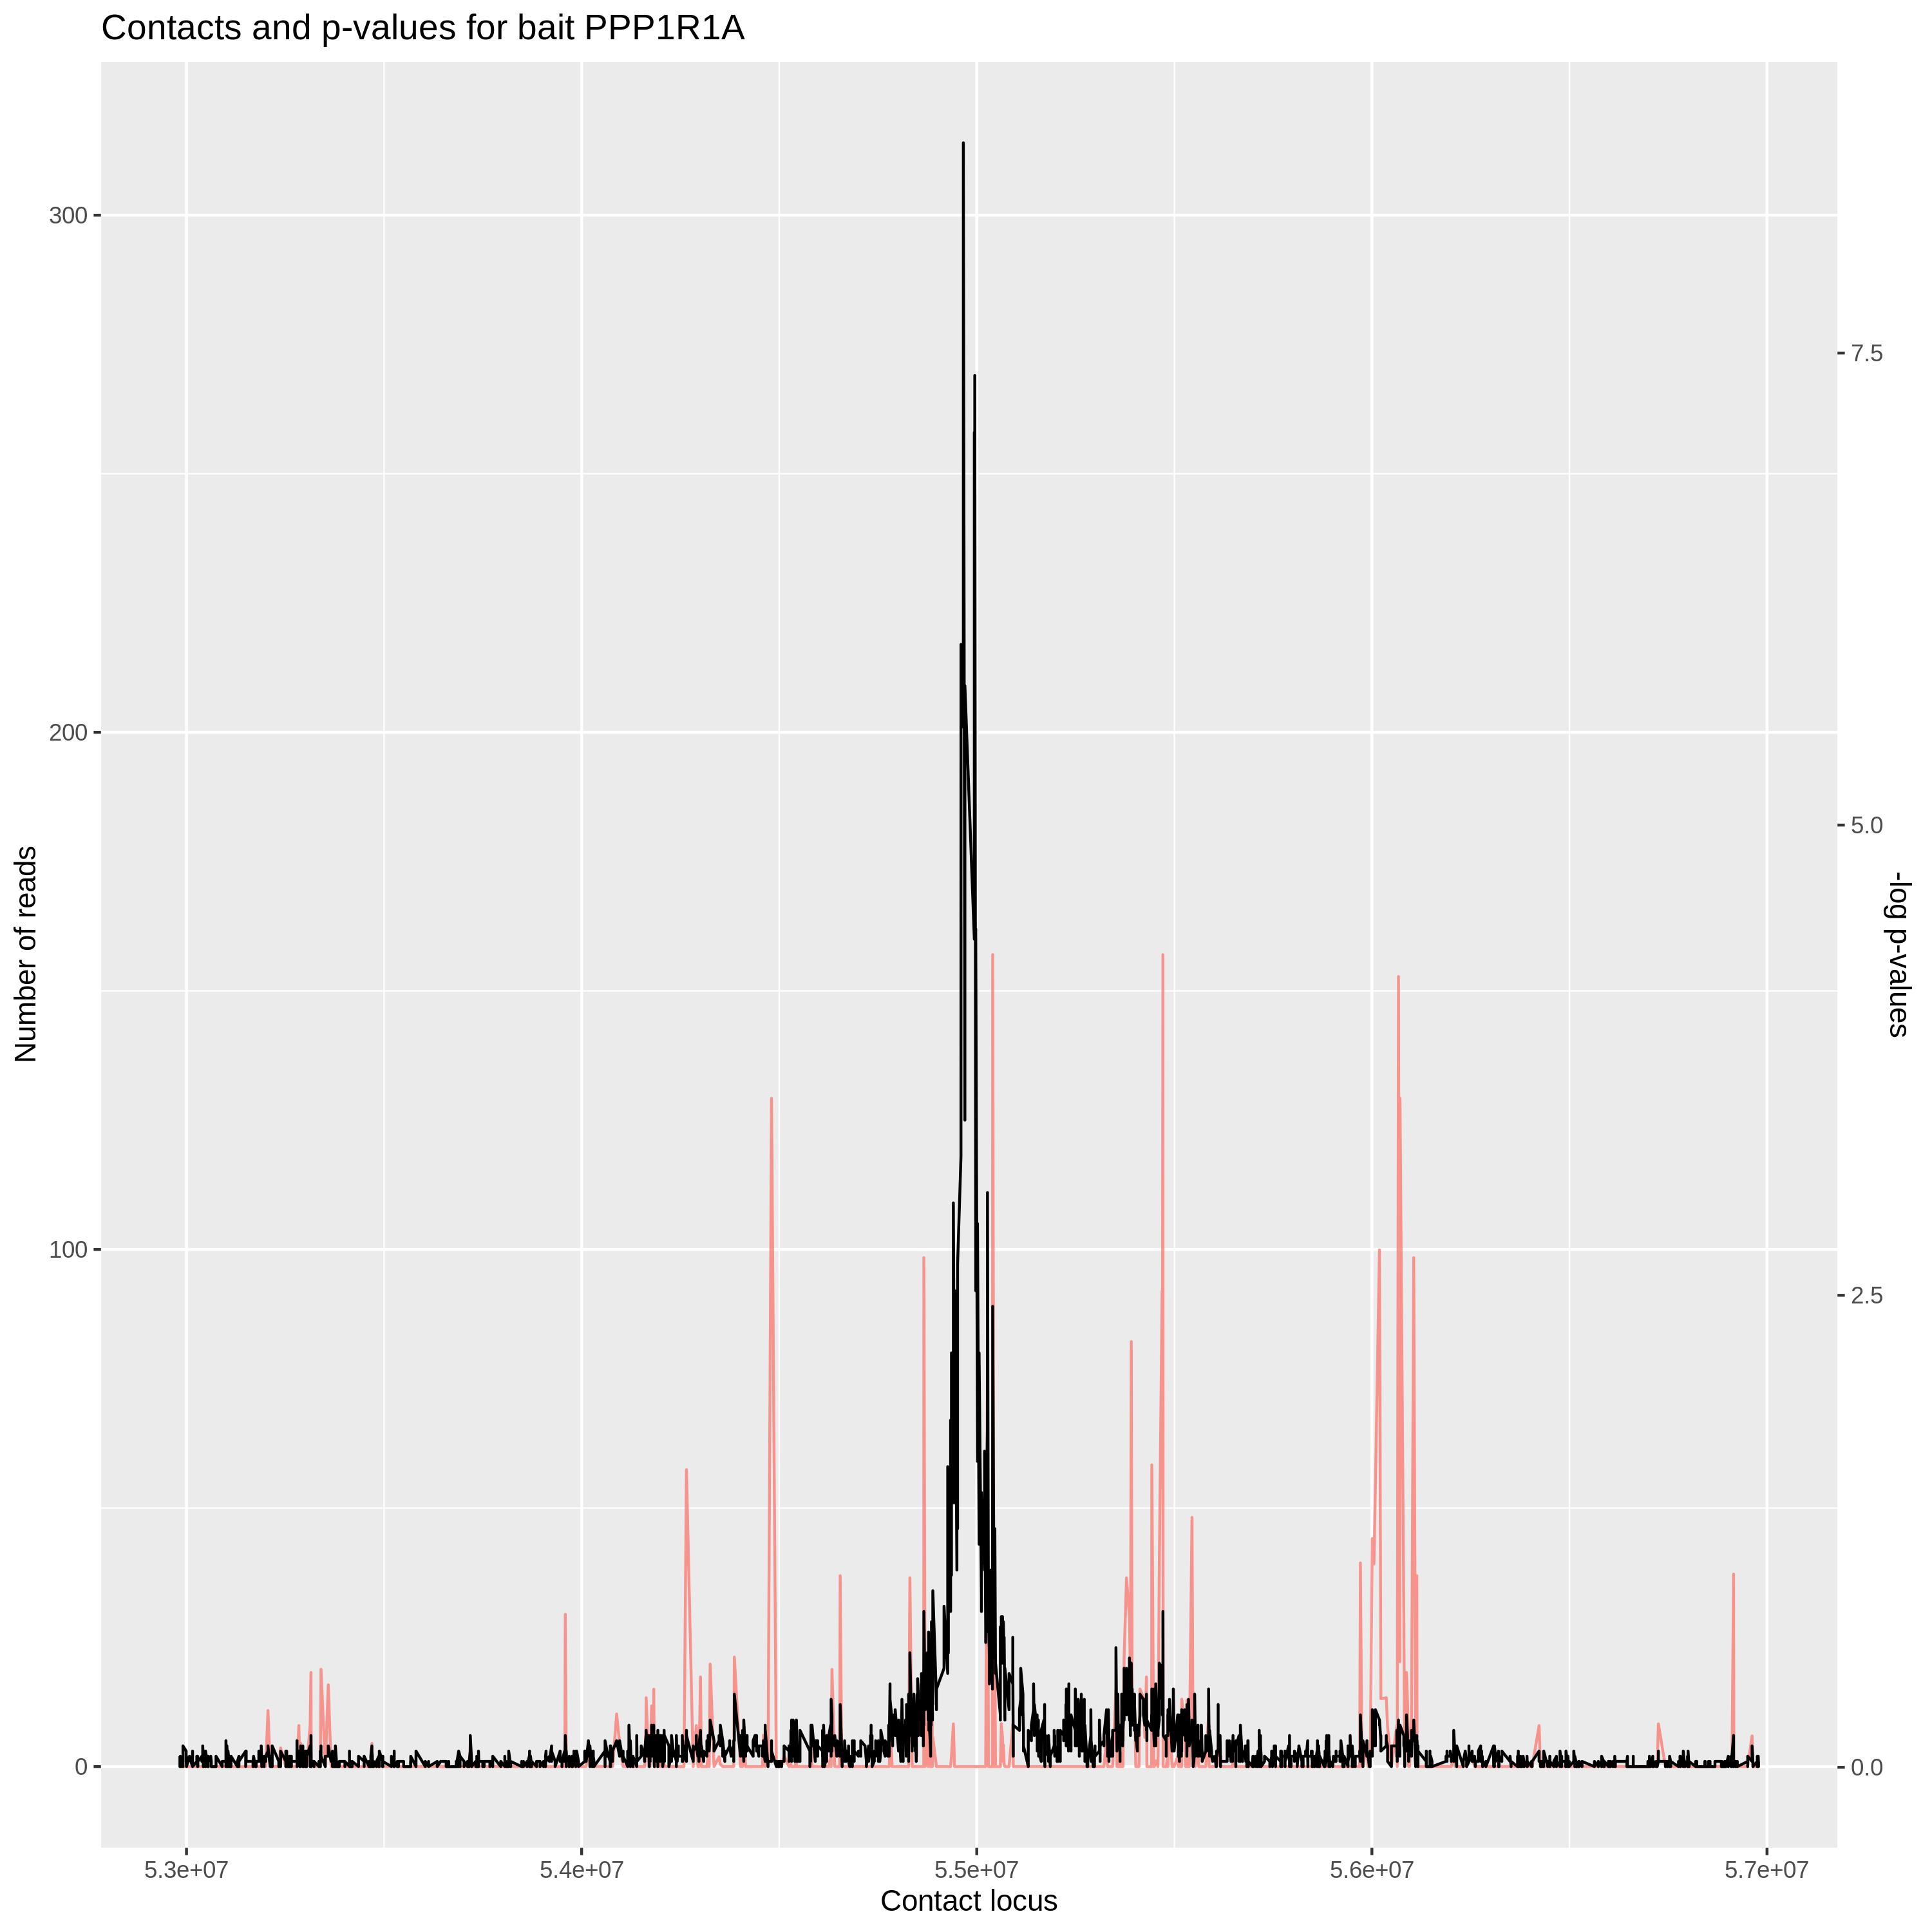 Contacts and p-values for bait PPP1R1A
Number of reads
300
200
100
0
7.5
5.0
2.5
0.0
-log p-values
5.3e+07
5.4e+07
5.5e+07
5.6e+07
5.7e+07
Contact locus